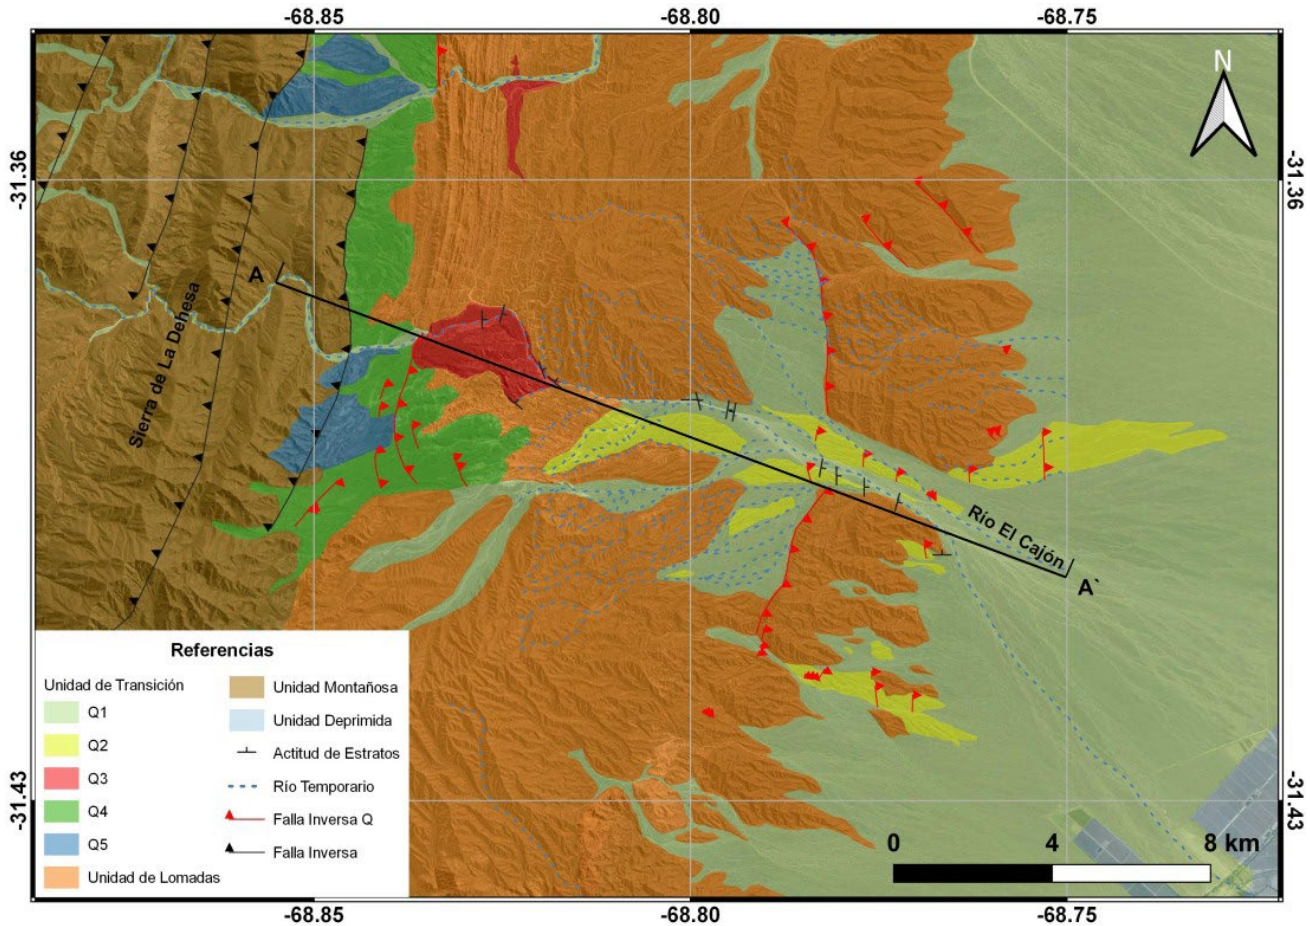 -68.85
-68.80
-68.75
N
-31.36
-31.36
A
Sierra de La Dehesa
Río El Cajón
A`
Referencias
Unidad de Transición
Q1
Q2
Q3
Q4
Q5
Unidad de Lomadas
Unidad Montañosa
Unidad Deprimida
Actitud de Estratos
Río Temporario
Falla Inversa Q
Falla Inversa
-31.43
-31.43
0
4
8 km
-68.85
-68.80
-68.75